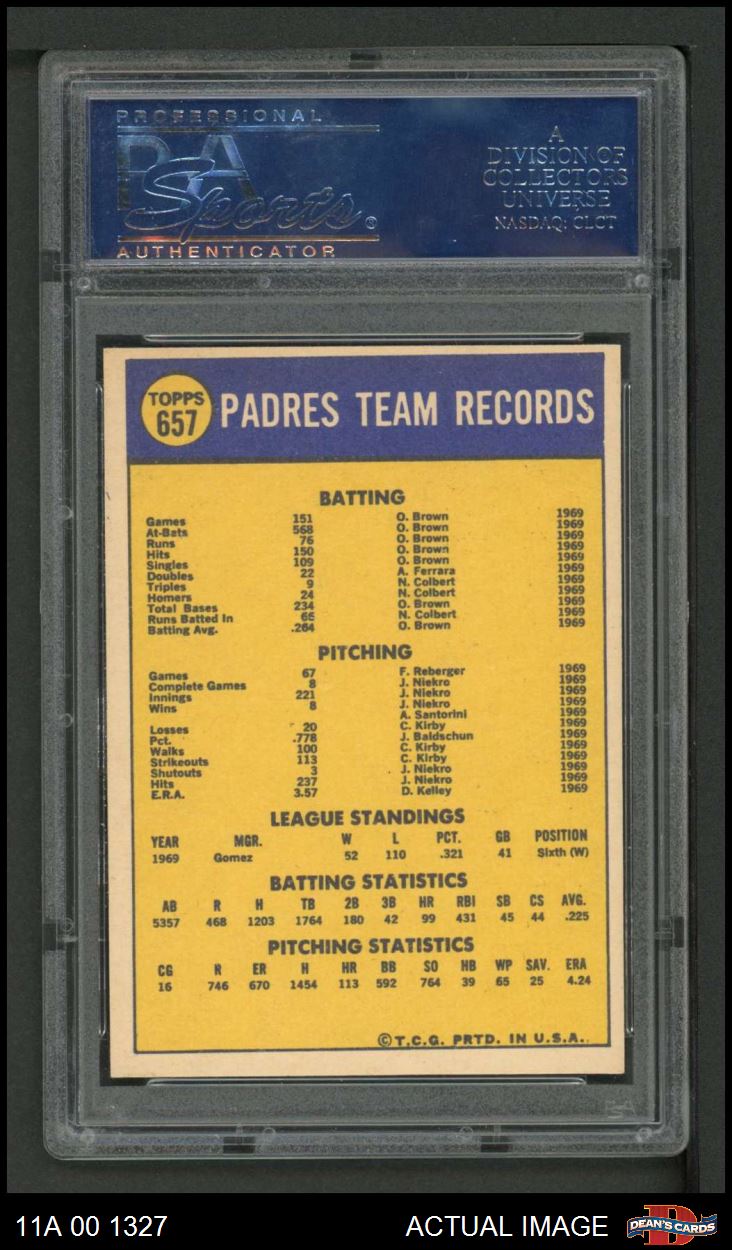 PROFESSIONAL
PSA
Sports®
AUTHENTICATOR
A
DIVISION OF
COLLECTORS
UNIVERSE
NASDAQ: CLCT
TOPPS
657
PADRES TEAM RECORDS
BATTING
Games 151 O. Brown 1969
At-Bats 568 O. Brown 1969
Runs 76 O. Brown 1969
Hits 150 O. Brown 1969
Singles 109 O. Brown 1969
Doubles 22 A. Ferrara 1969
Triples 9 N. Colbert 1969
Homers 24 N. Colbert 1969
Total Bases 234 O. Brown 1969
Runs Batted In 66 N. Colbert 1969
Batting Avg. .264 O. Brown 1969
PITCHING
Games 67 F. Reberger 1969
Complete Games 8 J. Niekro 1969
Innings 221 J. Niekro 1969
Wins 8 J. Niekro 1969
A. Santorini 1969
Losses 20 C. Kirby 1969
Pct. .778 J. Baldschun 1969
Walks 100 C. Kirby 1969
Strikeouts 113 C. Kirby 1969
Shutouts 3 J. Niekro 1969
Hits 237 J. Niekro 1969
E.R.A. 3.57 D. Kelley 1969
LEAGUE STANDINGS
YEAR MGR. W L PCT. GB POSITION
1969 Gomez 52 110 .321 41 Sixth (W)
BATTING STATISTICS
AB R H TB 2B 3B HR RBI SB CS AVG.
5357 468 1203 1764 180 42 99 431 45 44 .225
PITCHING STATISTICS
CG R ER H HR BB SO HB WP SAV. ERA
16 746 670 1454 113 592 764 39 65 25 4.24
©T.C.G. PRTD. IN U.S.A.
PSA
11A 00 1327 ACTUAL IMAGE DEAN'S CARDS